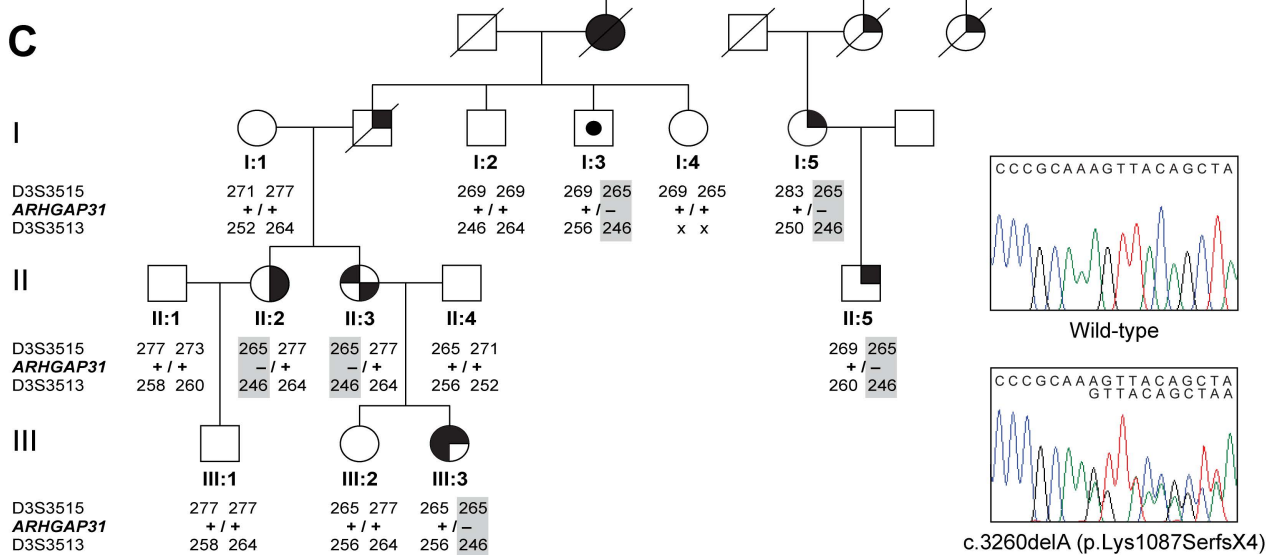 C
I
I:1 I:2 I:3 I:4 I:5
D3S3515 271 277 269 269 269 265 269 265 283 265
ARHGAP31 + / + + / + + / – + / + + / –
D3S3513 252 264 246 264 256 246 x x 250 246
II
II:1 II:2 II:3 II:4 II:5
D3S3515 277 273 265 277 265 277 265 271 269 265
ARHGAP31 + / + – / + – / + + / + + / –
D3S3513 258 260 246 264 246 264 256 252 260 246
III
III:1 III:2 III:3
D3S3515 277 277 265 277 265 265
ARHGAP31 + / + + / + + / –
D3S3513 258 264 256 264 256 246
CCCGCAAAGTTACAGCTA
Wild-type
CCCGCAAAGTTACAGCTA
GTTACAGCTAA
c.3260delA (p.Lys1087SerfsX4)